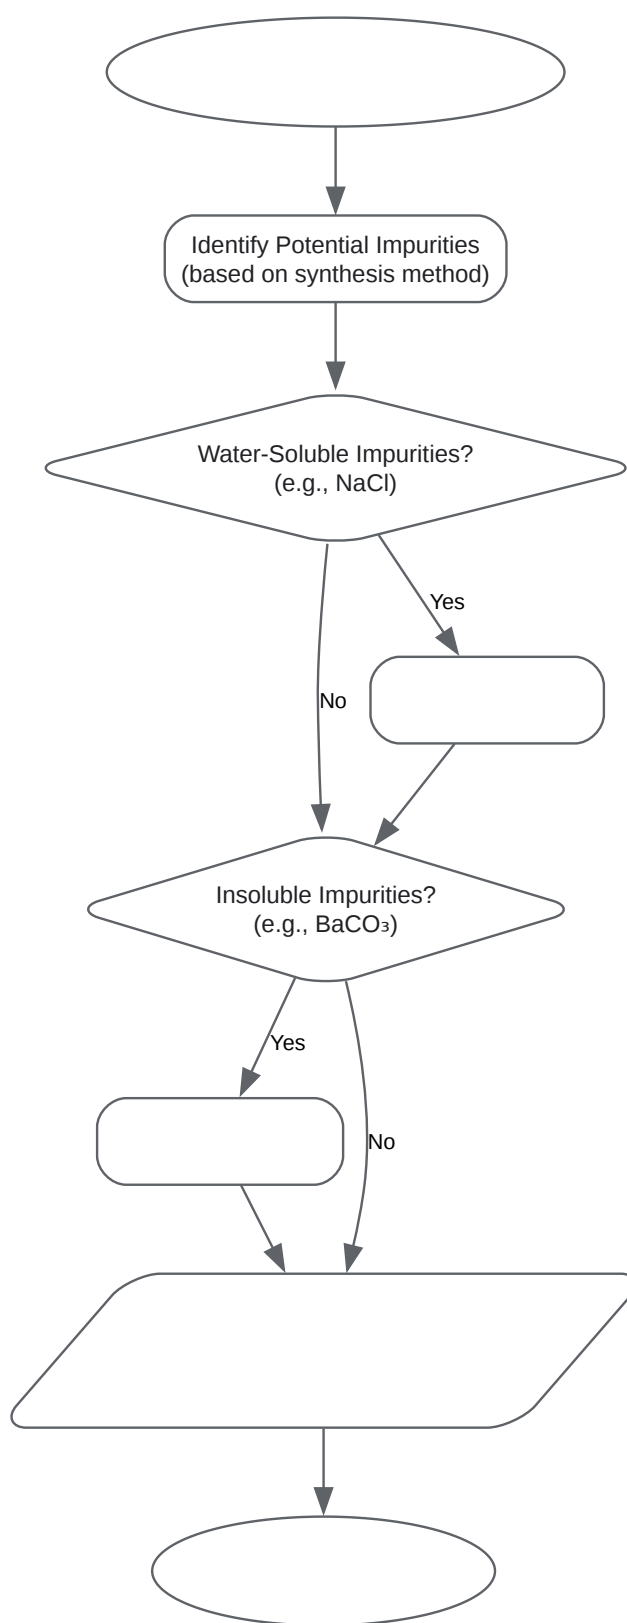 Identify Potential Impurities
(based on synthesis method)
Water-Soluble Impurities?
(e.g., NaCl)
Yes
No
Insoluble Impurities?
(e.g., BaCO₃)
Yes
No